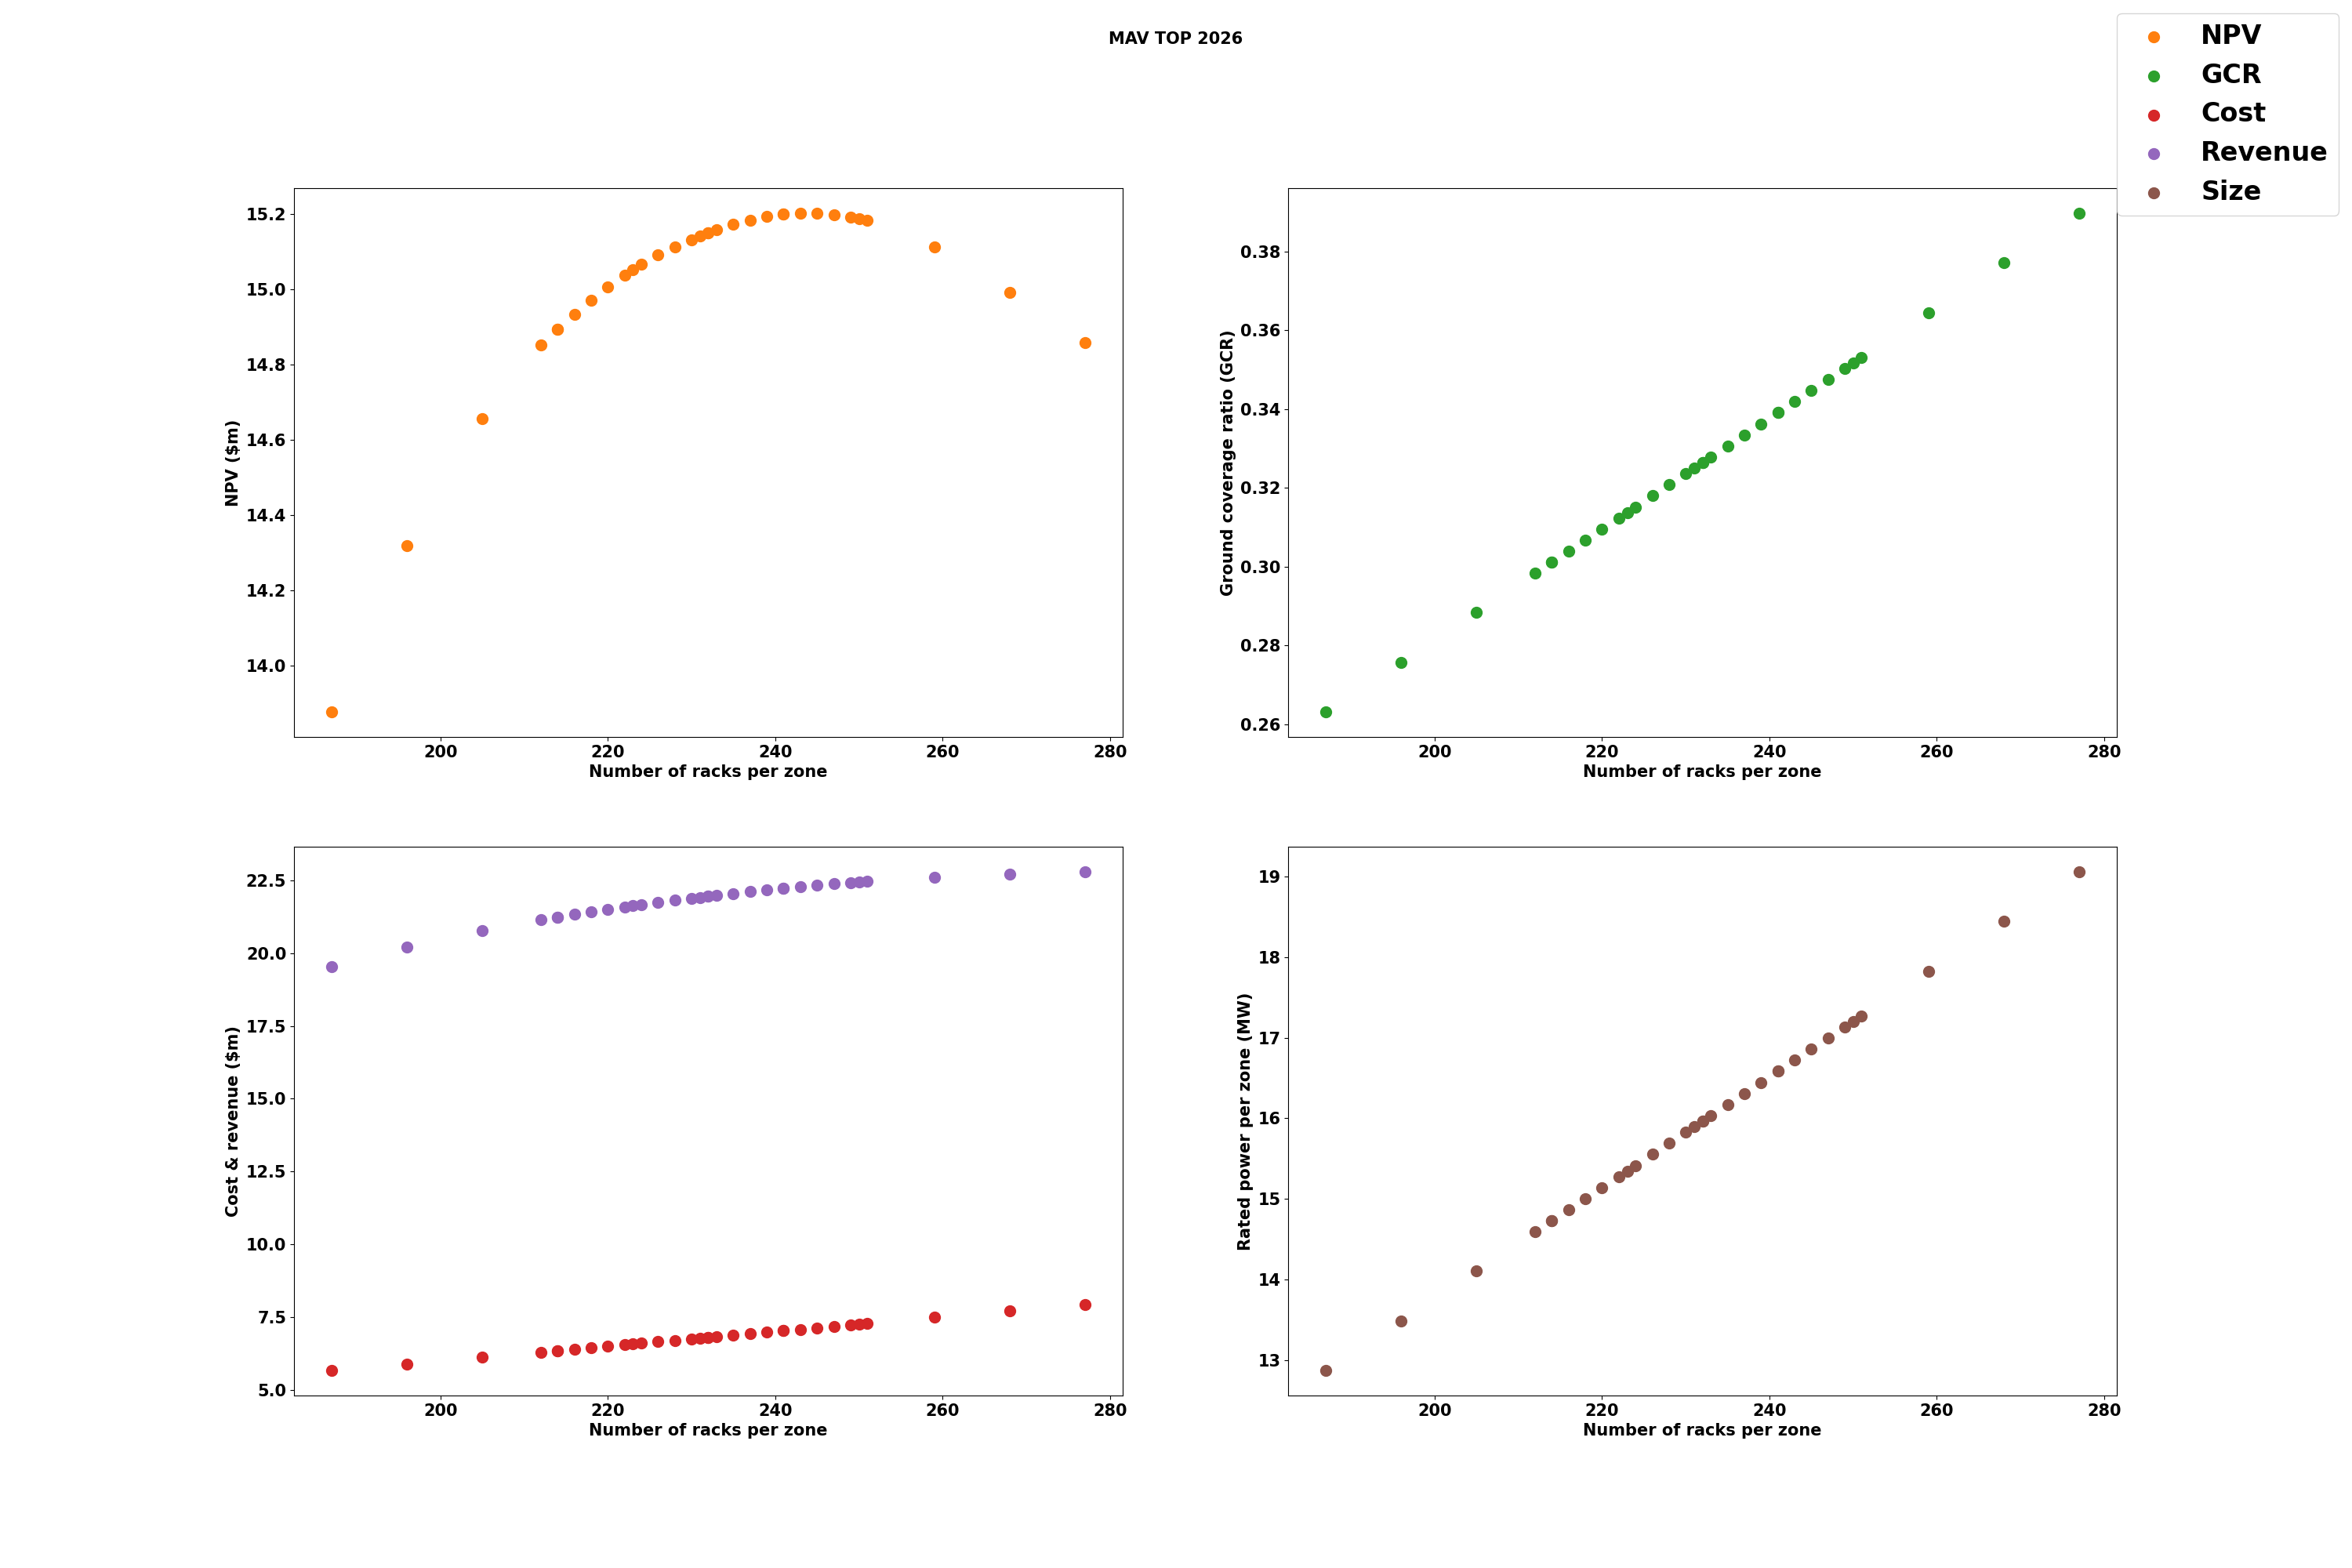 MAV TOP 2026
NPV
GCR
Cost
Revenue
Size
NPV ($m)
15.2
15.0
14.8
14.6
14.4
14.2
14.0
200 220 240 260 280
Number of racks per zone
Ground coverage ratio (GCR)
0.38
0.36
0.34
0.32
0.30
0.28
0.26
200 220 240 260 280
Number of racks per zone
Cost & revenue ($m)
22.5
20.0
17.5
15.0
12.5
10.0
7.5
5.0
200 220 240 260 280
Number of racks per zone
Rated power per zone (MW)
19
18
17
16
15
14
13
200 220 240 260 280
Number of racks per zone